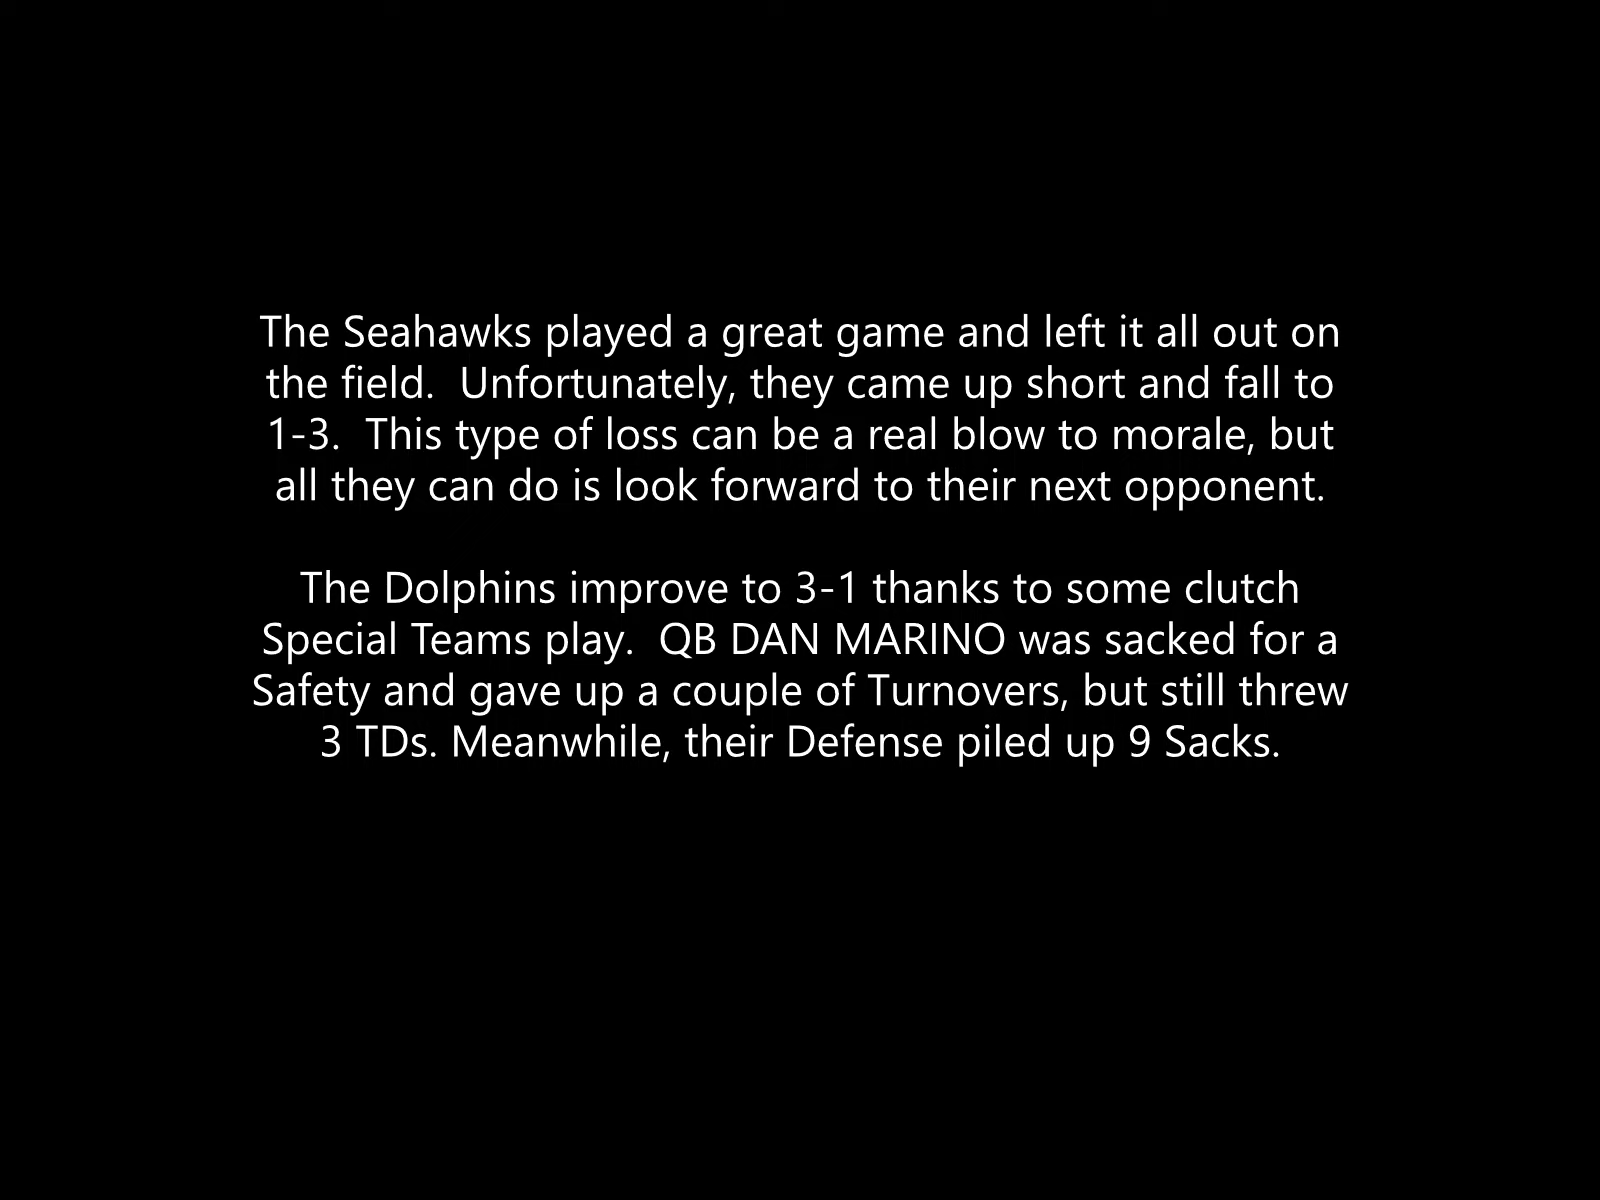 The Seahawks played a great game and left it all out on
the field.  Unfortunately, they came up short and fall to
1-3.  This type of loss can be a real blow to morale, but
all they can do is look forward to their next opponent.
The Dolphins improve to 3-1 thanks to some clutch
Special Teams play.  QB DAN MARINO was sacked for a
Safety and gave up a couple of Turnovers, but still threw
3 TDs. Meanwhile, their Defense piled up 9 Sacks.